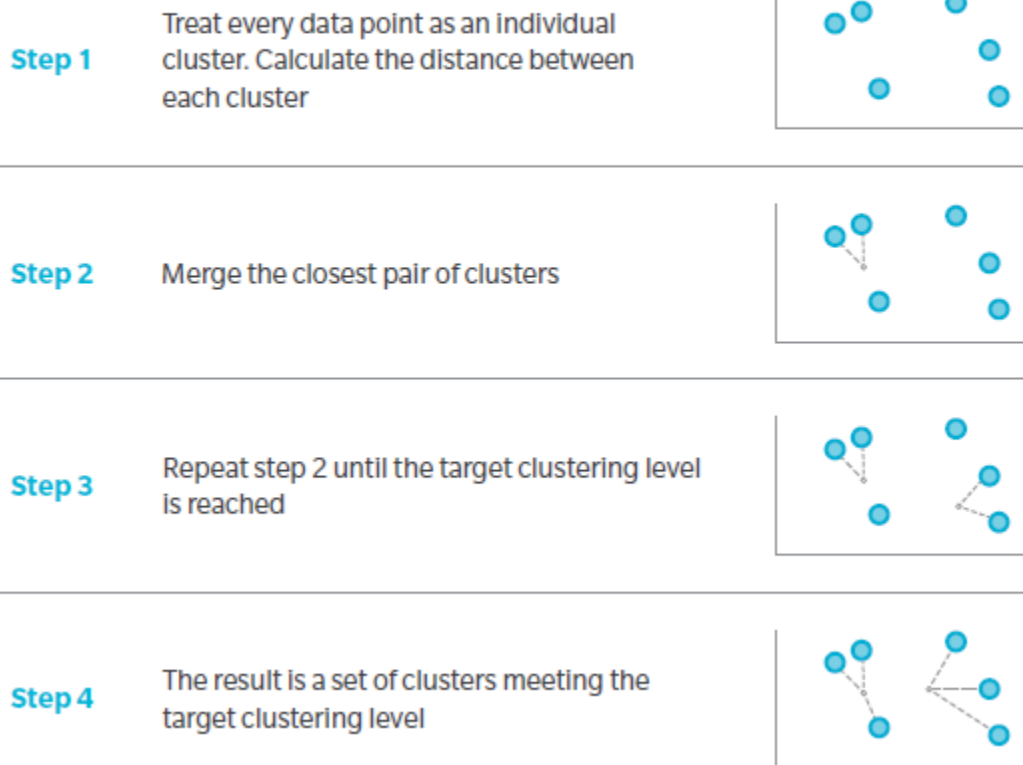 Treat every data point as an individual
Step 1
cluster. Calculate the distance between
each cluster
Step 2
Merge the closest pair of clusters
Step 3
Repeat step 2 until the target clustering level
is reached
Step 4
The result is a set of clusters meeting the
target clustering level